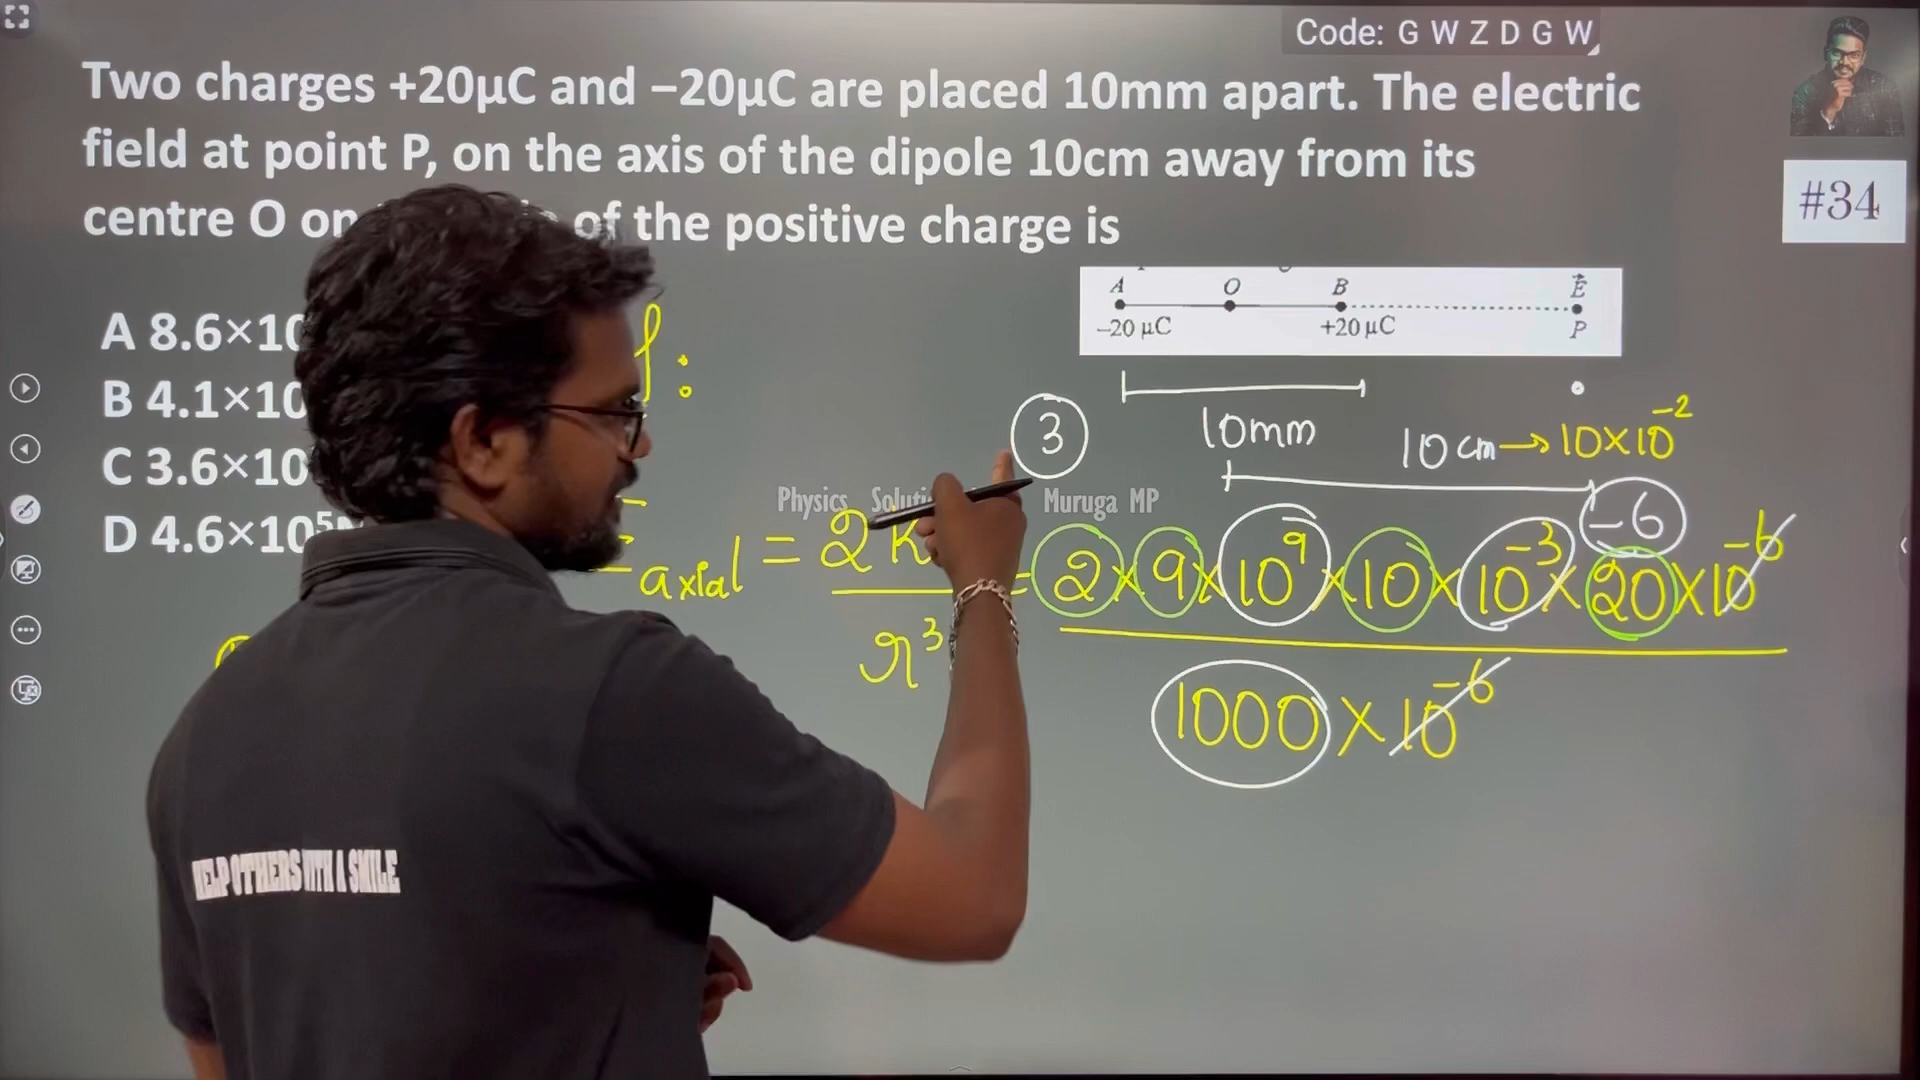 Code: G W Z D G W
Two charges +20μC and −20μC are placed 10mm apart. The electric
field at point P, on the axis of the dipole 10cm away from its
centre O on of the positive charge is
#34
A O B E⃗
–20 μC +20 μC P
A 8.6×10
B 4.1×10
C 3.6×10
D 4.6×10⁵
:
3
10mm
10 cm → 10×10⁻²
Physics Muruga MP
−6
E axial = 2K = 2×9×10⁹×10×10⁻³×20×10⁻⁶
r³ 1000×10⁻⁶
HELP OTHERS WITH A SMILE